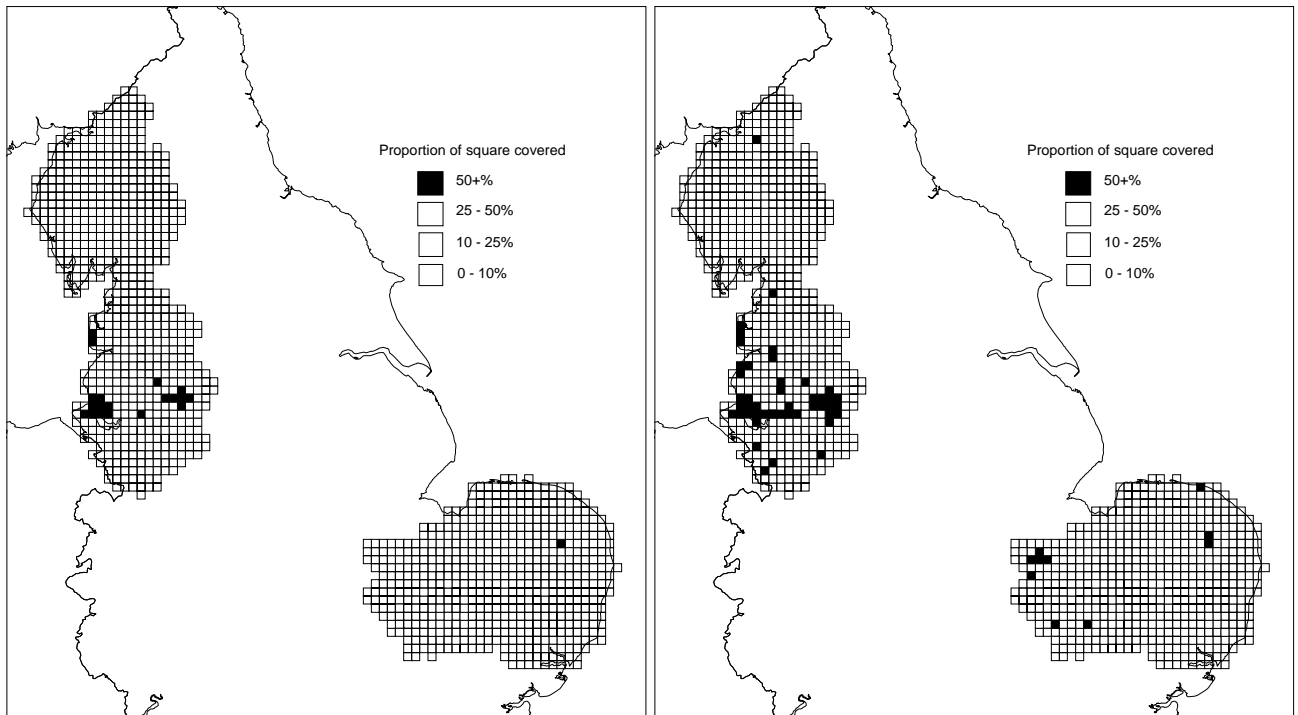 Proportion of square covered
50+%
25 - 50%
10 - 25%
0 - 10%
Proportion of square covered
50+%
25 - 50%
10 - 25%
0 - 10%